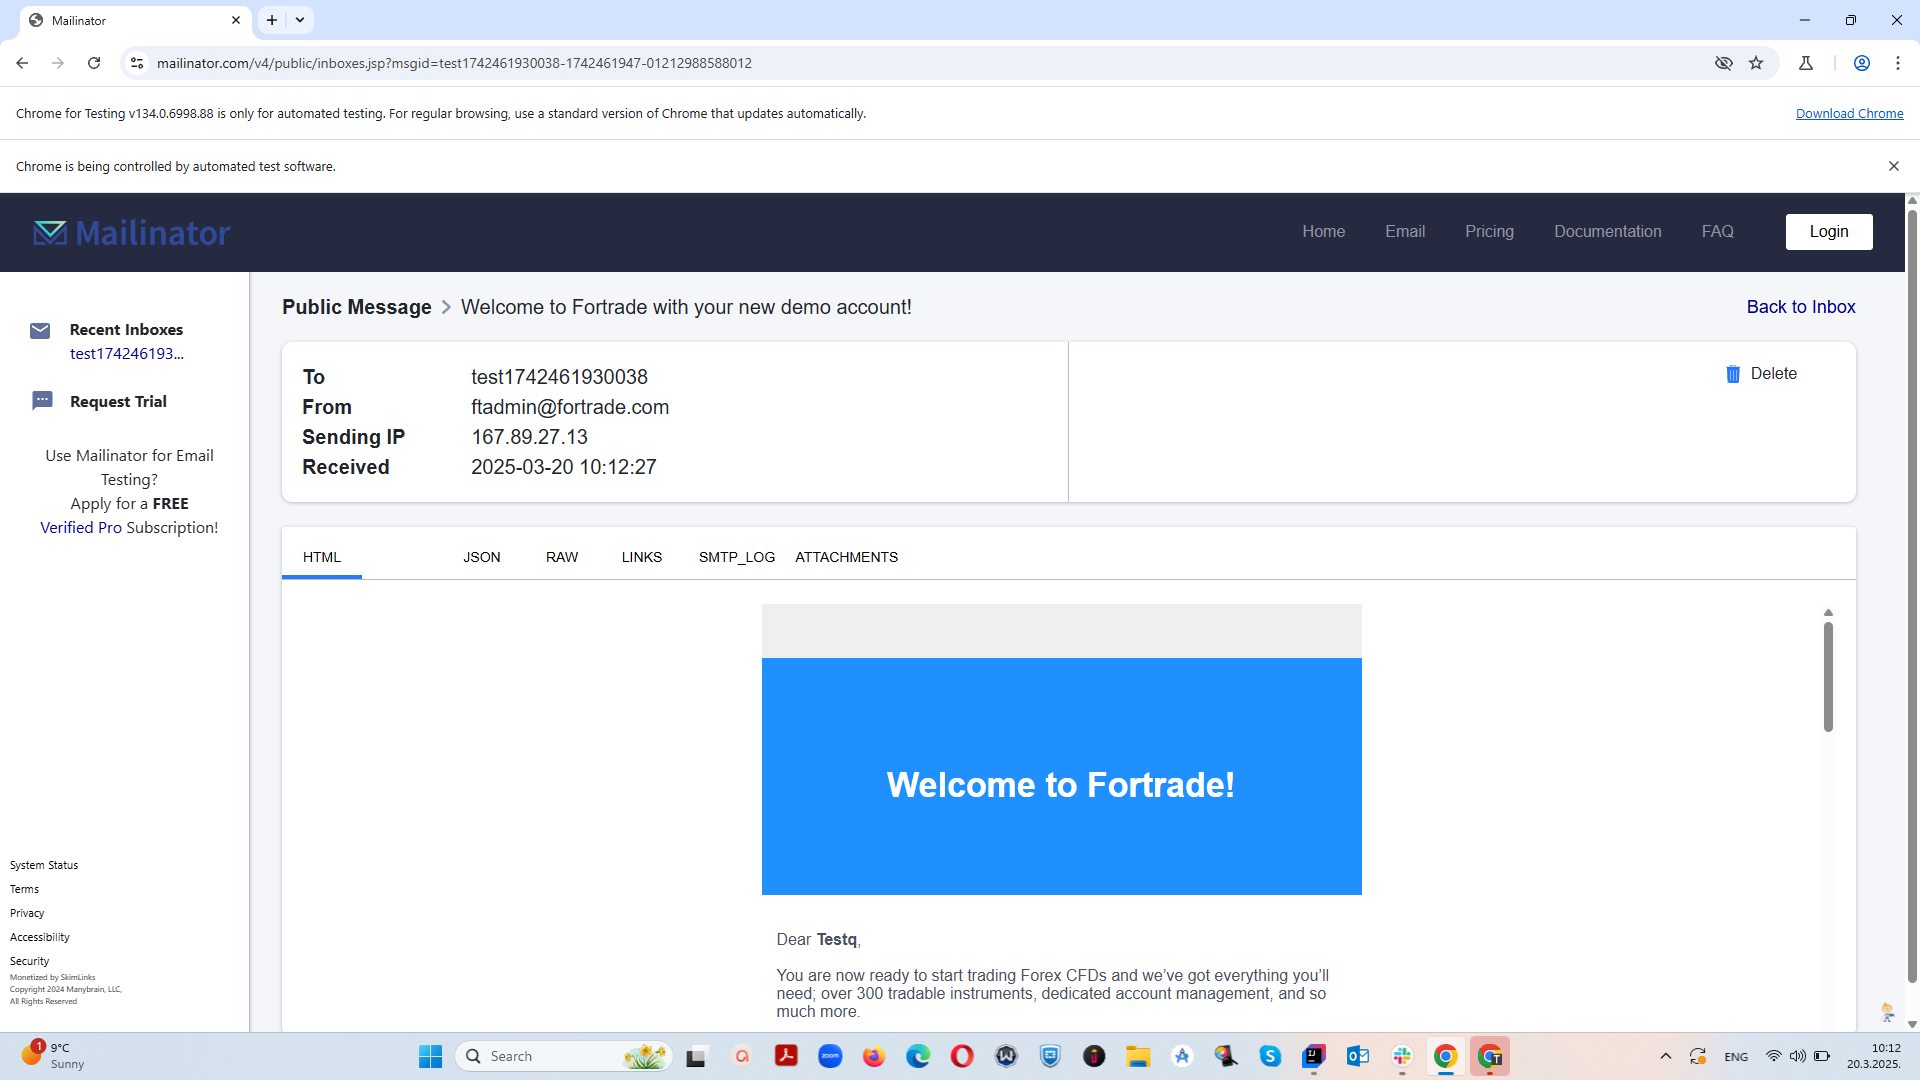 Mailinator
mailinator.com/v4/public/inboxes.jsp?msgid=test1742461930038-1742461947-01212988588012
Chrome for Testing v134.0.6998.88 is only for automated testing. For regular browsing, use a standard version of Chrome that updates automatically.
Download Chrome
Chrome is being controlled by automated test software.
Mailinator
Home
Email
Pricing
Documentation
FAQ
Login
Recent Inboxes
test174246193...
Request Trial
Use Mailinator for Email
Testing?
Apply for a FREE
Verified Pro Subscription!
System Status
Terms
Privacy
Accessibility
Security
Monetized by SkimLinks
Copyright 2024 Manybrain, LLC,
All Rights Reserved
Public Message
Welcome to Fortrade with your new demo account!
Back to Inbox
To test1742461930038
From ftadmin@fortrade.com
Sending IP 167.89.27.13
Received 2025-03-20 10:12:27
Delete
HTML
JSON
RAW
LINKS
SMTP_LOG
ATTACHMENTS
Welcome to Fortrade!
Dear Testq,
You are now ready to start trading Forex CFDs and we’ve got everything you’ll
need; over 300 tradable instruments, dedicated account management, and so
much more.
1
9°C
Sunny
Search
zoom
ENG
10:12
20.3.2025.